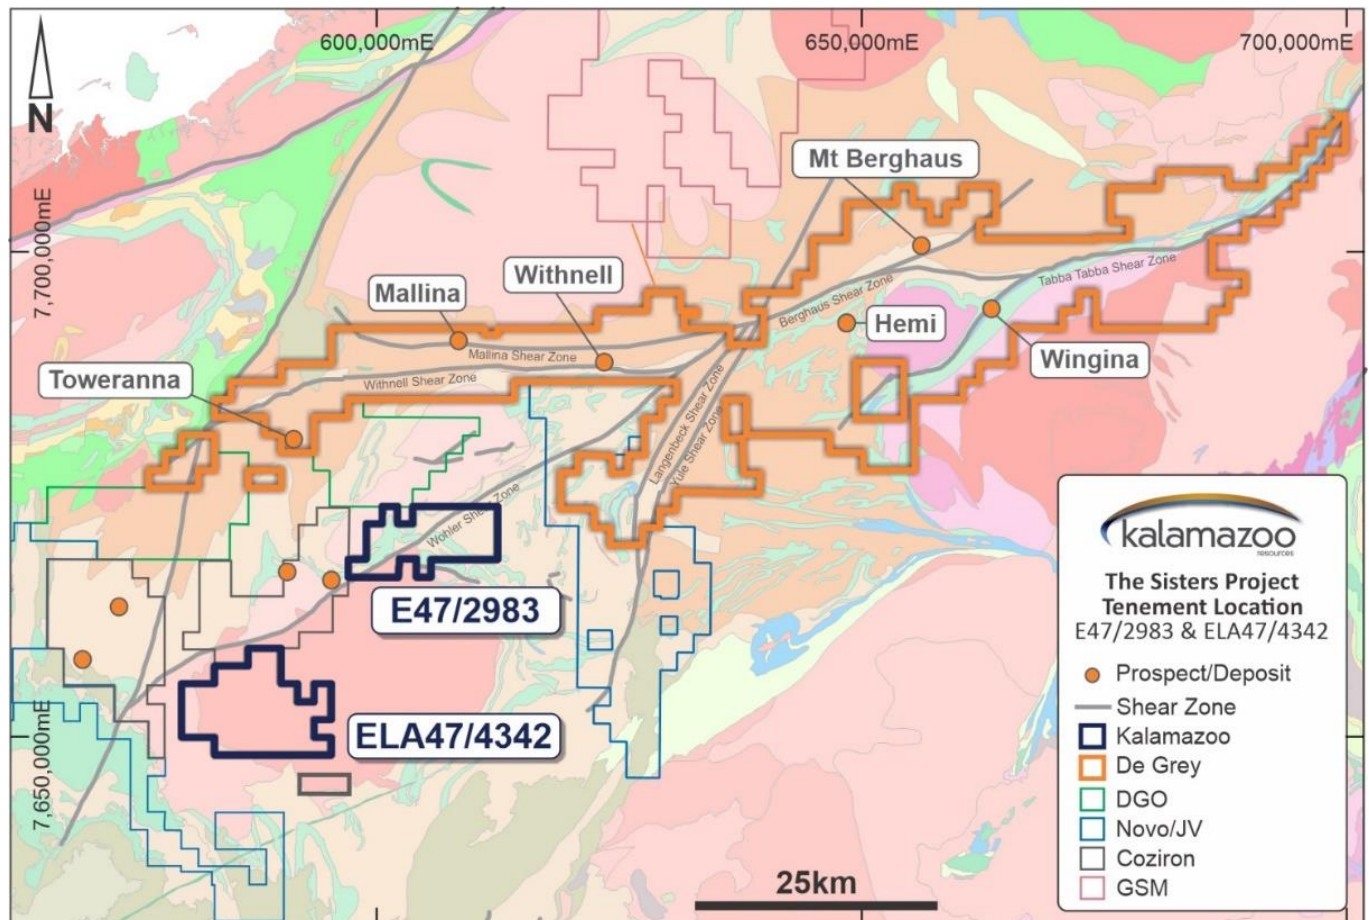 600,000mE
650,000mE
700,000mE
N
Mt Berghaus
7,700,000mE
Withnell
Mallina
Tabba Tabba Shear Zone
Berghaus Shear Zone
Hemi
Mallina Shear Zone
Wingina
Toweranna
Withnell Shear Zone
Langenbeck Shear Zone
Yule Shear Zone
Wohler Shear Zone
E47/2983
ELA47/4342
7,650,000mE
25km
kalamazoo
resources
The Sisters Project
Tenement Location
E47/2983 & ELA47/4342
Prospect/Deposit
Shear Zone
Kalamazoo
De Grey
DGO
Novo/JV
Coziron
GSM